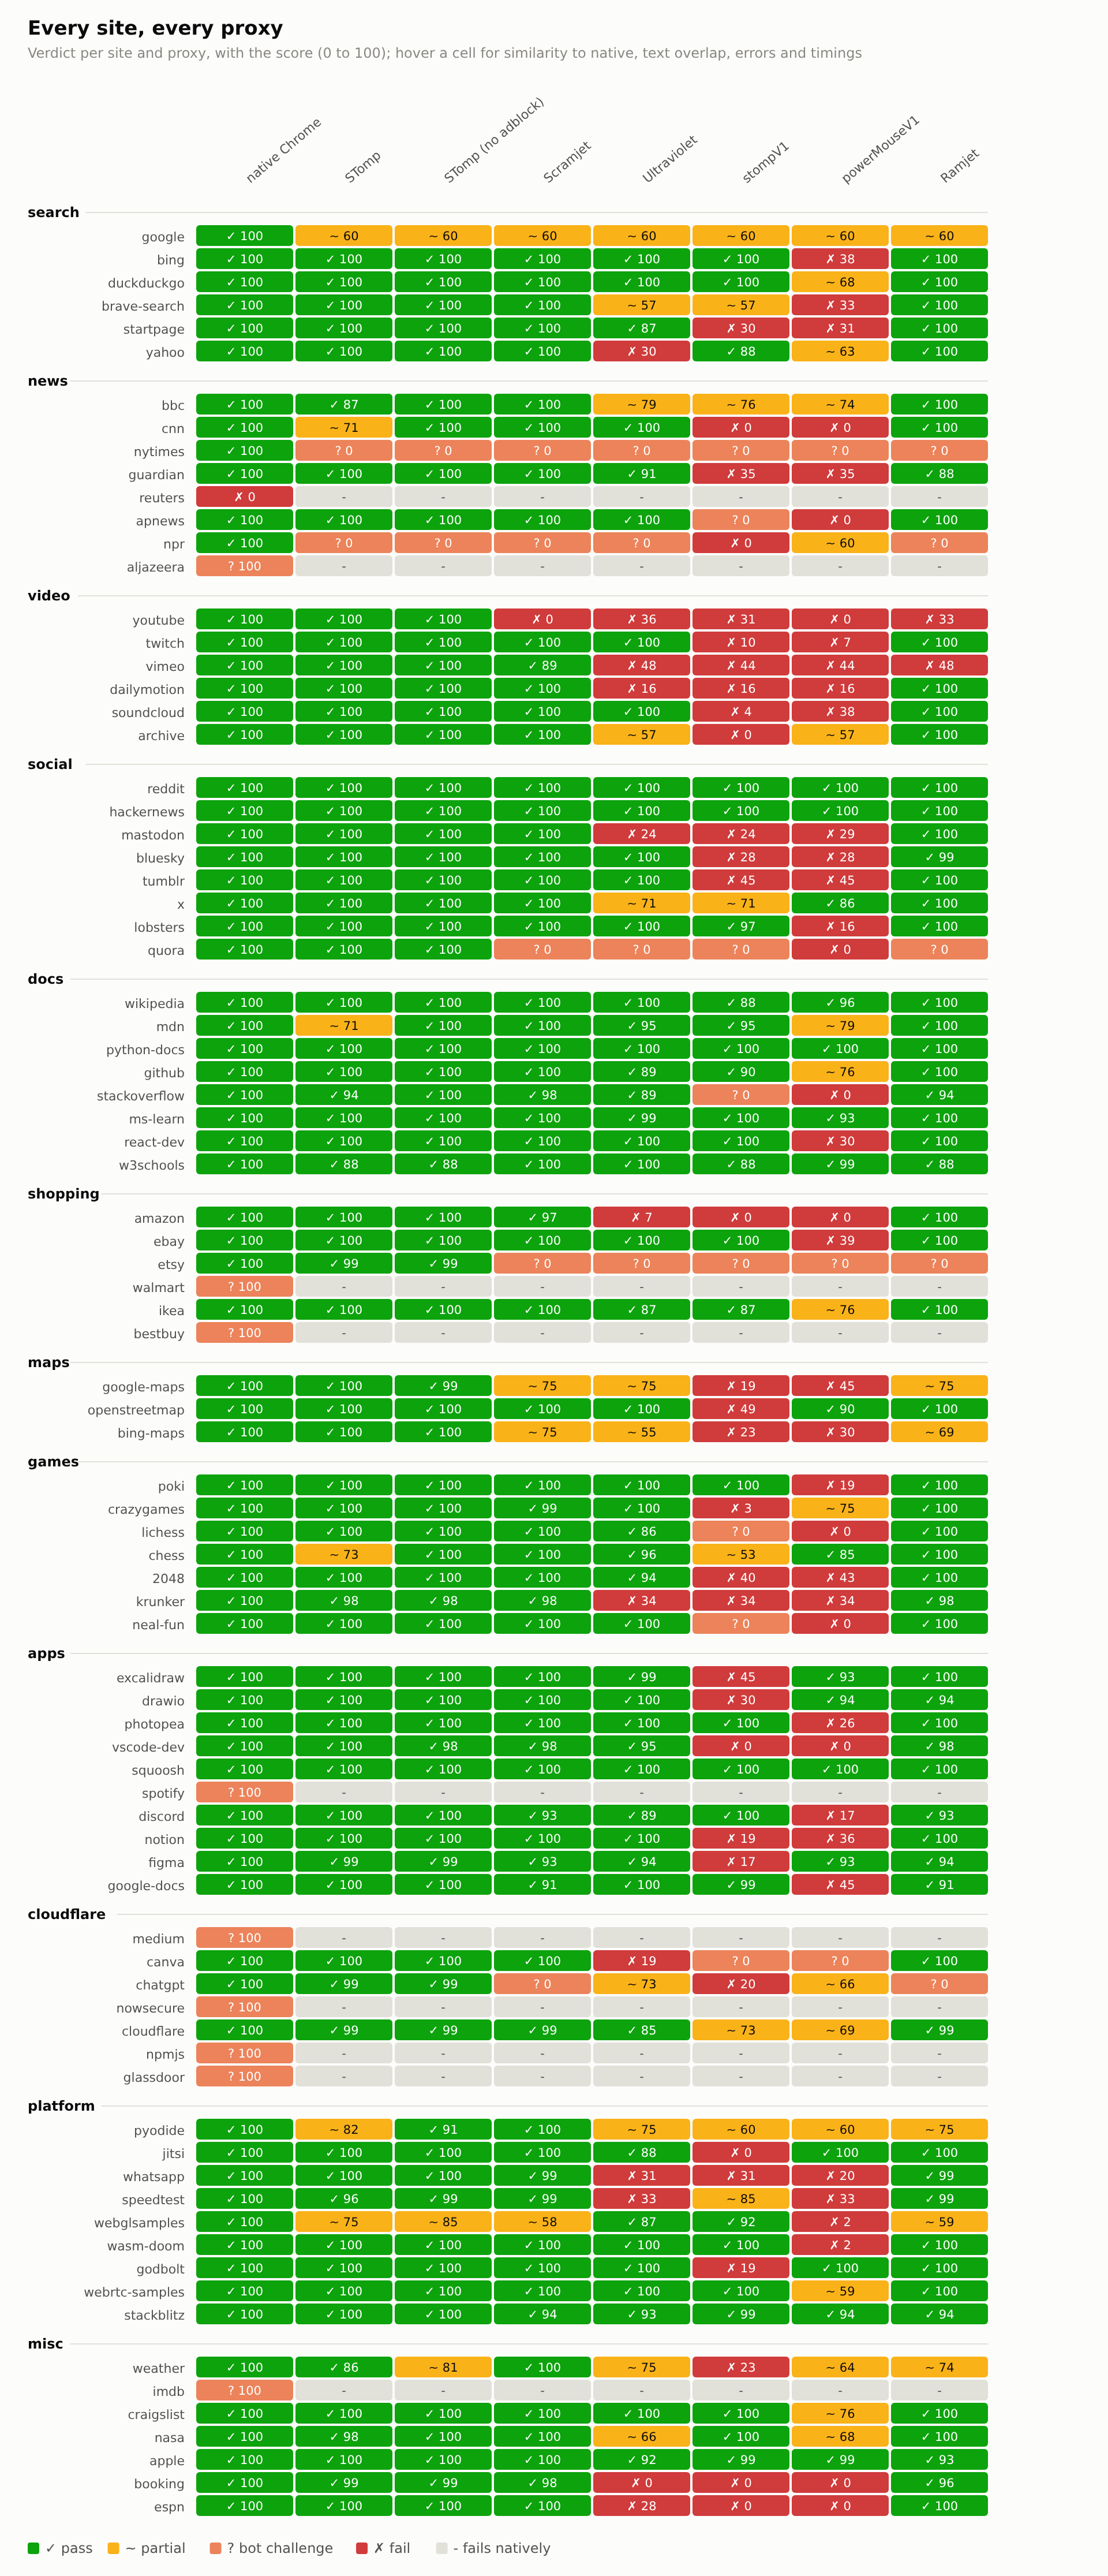 Every site, every proxy
Verdict per site and proxy, with the score (0 to 100); hover a cell for similarity to native, text overlap, errors and timings
native Chrome STomp STomp (no adblock) Scramjet Ultraviolet stompV1 powerMouseV1 Ramjet
search
google ✓ 100 ~ 60 ~ 60 ~ 60 ~ 60 ~ 60 ~ 60 ~ 60
bing ✓ 100 ✓ 100 ✓ 100 ✓ 100 ✓ 100 ✓ 100 ✗ 38 ✓ 100
duckduckgo ✓ 100 ✓ 100 ✓ 100 ✓ 100 ✓ 100 ✓ 100 ~ 68 ✓ 100
brave-search ✓ 100 ✓ 100 ✓ 100 ✓ 100 ~ 57 ~ 57 ✗ 33 ✓ 100
startpage ✓ 100 ✓ 100 ✓ 100 ✓ 100 ✓ 87 ✗ 30 ✗ 31 ✓ 100
yahoo ✓ 100 ✓ 100 ✓ 100 ✓ 100 ✗ 30 ✓ 88 ~ 63 ✓ 100
news
bbc ✓ 100 ✓ 87 ✓ 100 ✓ 100 ~ 79 ~ 76 ~ 74 ✓ 100
cnn ✓ 100 ~ 71 ✓ 100 ✓ 100 ✓ 100 ✗ 0 ✗ 0 ✓ 100
nytimes ✓ 100 ? 0 ? 0 ? 0 ? 0 ? 0 ? 0 ? 0
guardian ✓ 100 ✓ 100 ✓ 100 ✓ 100 ✓ 91 ✗ 35 ✗ 35 ✓ 88
reuters ✗ 0 - - - - - - -
apnews ✓ 100 ✓ 100 ✓ 100 ✓ 100 ✓ 100 ? 0 ✗ 0 ✓ 100
npr ✓ 100 ? 0 ? 0 ? 0 ? 0 ✗ 0 ~ 60 ? 0
aljazeera ? 100 - - - - - - -
video
youtube ✓ 100 ✓ 100 ✓ 100 ✗ 0 ✗ 36 ✗ 31 ✗ 0 ✗ 33
twitch ✓ 100 ✓ 100 ✓ 100 ✓ 100 ✓ 100 ✗ 10 ✗ 7 ✓ 100
vimeo ✓ 100 ✓ 100 ✓ 100 ✓ 89 ✗ 48 ✗ 44 ✗ 44 ✗ 48
dailymotion ✓ 100 ✓ 100 ✓ 100 ✓ 100 ✗ 16 ✗ 16 ✗ 16 ✓ 100
soundcloud ✓ 100 ✓ 100 ✓ 100 ✓ 100 ✓ 100 ✗ 4 ✗ 38 ✓ 100
archive ✓ 100 ✓ 100 ✓ 100 ✓ 100 ~ 57 ✗ 0 ~ 57 ✓ 100
social
reddit ✓ 100 ✓ 100 ✓ 100 ✓ 100 ✓ 100 ✓ 100 ✓ 100 ✓ 100
hackernews ✓ 100 ✓ 100 ✓ 100 ✓ 100 ✓ 100 ✓ 100 ✓ 100 ✓ 100
mastodon ✓ 100 ✓ 100 ✓ 100 ✓ 100 ✗ 24 ✗ 24 ✗ 29 ✓ 100
bluesky ✓ 100 ✓ 100 ✓ 100 ✓ 100 ✓ 100 ✗ 28 ✗ 28 ✓ 99
tumblr ✓ 100 ✓ 100 ✓ 100 ✓ 100 ✓ 100 ✗ 45 ✗ 45 ✓ 100
x ✓ 100 ✓ 100 ✓ 100 ✓ 100 ~ 71 ~ 71 ✓ 86 ✓ 100
lobsters ✓ 100 ✓ 100 ✓ 100 ✓ 100 ✓ 100 ✓ 97 ✗ 16 ✓ 100
quora ✓ 100 ✓ 100 ✓ 100 ? 0 ? 0 ? 0 ✗ 0 ? 0
docs
wikipedia ✓ 100 ✓ 100 ✓ 100 ✓ 100 ✓ 100 ✓ 88 ✓ 96 ✓ 100
mdn ✓ 100 ~ 71 ✓ 100 ✓ 100 ✓ 95 ✓ 95 ~ 79 ✓ 100
python-docs ✓ 100 ✓ 100 ✓ 100 ✓ 100 ✓ 100 ✓ 100 ✓ 100 ✓ 100
github ✓ 100 ✓ 100 ✓ 100 ✓ 100 ✓ 89 ✓ 90 ~ 76 ✓ 100
stackoverflow ✓ 100 ✓ 94 ✓ 100 ✓ 98 ✓ 89 ? 0 ✗ 0 ✓ 94
ms-learn ✓ 100 ✓ 100 ✓ 100 ✓ 100 ✓ 99 ✓ 100 ✓ 93 ✓ 100
react-dev ✓ 100 ✓ 100 ✓ 100 ✓ 100 ✓ 100 ✓ 100 ✗ 30 ✓ 100
w3schools ✓ 100 ✓ 88 ✓ 88 ✓ 100 ✓ 100 ✓ 88 ✓ 99 ✓ 88
shopping
amazon ✓ 100 ✓ 100 ✓ 100 ✓ 97 ✗ 7 ✗ 0 ✗ 0 ✓ 100
ebay ✓ 100 ✓ 100 ✓ 100 ✓ 100 ✓ 100 ✓ 100 ✗ 39 ✓ 100
etsy ✓ 100 ✓ 99 ✓ 99 ? 0 ? 0 ? 0 ? 0 ? 0
walmart ? 100 - - - - - - -
ikea ✓ 100 ✓ 100 ✓ 100 ✓ 100 ✓ 87 ✓ 87 ~ 76 ✓ 100
bestbuy ? 100 - - - - - - -
maps
google-maps ✓ 100 ✓ 100 ✓ 99 ~ 75 ~ 75 ✗ 19 ✗ 45 ~ 75
openstreetmap ✓ 100 ✓ 100 ✓ 100 ✓ 100 ✓ 100 ✗ 49 ✓ 90 ✓ 100
bing-maps ✓ 100 ✓ 100 ✓ 100 ~ 75 ~ 55 ✗ 23 ✗ 30 ~ 69
games
poki ✓ 100 ✓ 100 ✓ 100 ✓ 100 ✓ 100 ✓ 100 ✗ 19 ✓ 100
crazygames ✓ 100 ✓ 100 ✓ 100 ✓ 99 ✓ 100 ✗ 3 ~ 75 ✓ 100
lichess ✓ 100 ✓ 100 ✓ 100 ✓ 100 ✓ 86 ? 0 ✗ 0 ✓ 100
chess ✓ 100 ~ 73 ✓ 100 ✓ 100 ✓ 96 ~ 53 ✓ 85 ✓ 100
2048 ✓ 100 ✓ 100 ✓ 100 ✓ 100 ✓ 94 ✗ 40 ✗ 43 ✓ 100
krunker ✓ 100 ✓ 98 ✓ 98 ✓ 98 ✗ 34 ✗ 34 ✗ 34 ✓ 98
neal-fun ✓ 100 ✓ 100 ✓ 100 ✓ 100 ✓ 100 ? 0 ✗ 0 ✓ 100
apps
excalidraw ✓ 100 ✓ 100 ✓ 100 ✓ 100 ✓ 99 ✗ 45 ✓ 93 ✓ 100
drawio ✓ 100 ✓ 100 ✓ 100 ✓ 100 ✓ 100 ✗ 30 ✓ 94 ✓ 94
photopea ✓ 100 ✓ 100 ✓ 100 ✓ 100 ✓ 100 ✓ 100 ✗ 26 ✓ 100
vscode-dev ✓ 100 ✓ 100 ✓ 98 ✓ 98 ✓ 95 ✗ 0 ✗ 0 ✓ 98
squoosh ✓ 100 ✓ 100 ✓ 100 ✓ 100 ✓ 100 ✓ 100 ✓ 100 ✓ 100
spotify ? 100 - - - - - - -
discord ✓ 100 ✓ 100 ✓ 100 ✓ 93 ✓ 89 ✓ 100 ✗ 17 ✓ 93
notion ✓ 100 ✓ 100 ✓ 100 ✓ 100 ✓ 100 ✗ 19 ✗ 36 ✓ 100
figma ✓ 100 ✓ 99 ✓ 99 ✓ 93 ✓ 94 ✗ 17 ✓ 93 ✓ 94
google-docs ✓ 100 ✓ 100 ✓ 100 ✓ 91 ✓ 100 ✓ 99 ✗ 45 ✓ 91
cloudflare
medium ? 100 - - - - - - -
canva ✓ 100 ✓ 100 ✓ 100 ✓ 100 ✗ 19 ? 0 ? 0 ✓ 100
chatgpt ✓ 100 ✓ 99 ✓ 99 ? 0 ~ 73 ✗ 20 ~ 66 ? 0
nowsecure ? 100 - - - - - - -
cloudflare ✓ 100 ✓ 99 ✓ 99 ✓ 99 ✓ 85 ~ 73 ~ 69 ✓ 99
npmjs ? 100 - - - - - - -
glassdoor ? 100 - - - - - - -
platform
pyodide ✓ 100 ~ 82 ✓ 91 ✓ 100 ~ 75 ~ 60 ~ 60 ~ 75
jitsi ✓ 100 ✓ 100 ✓ 100 ✓ 100 ✓ 88 ✗ 0 ✓ 100 ✓ 100
whatsapp ✓ 100 ✓ 100 ✓ 100 ✓ 99 ✗ 31 ✗ 31 ✗ 20 ✓ 99
speedtest ✓ 100 ✓ 96 ✓ 99 ✓ 99 ✗ 33 ~ 85 ✗ 33 ✓ 99
webglsamples ✓ 100 ~ 75 ~ 85 ~ 58 ✓ 87 ✓ 92 ✗ 2 ~ 59
wasm-doom ✓ 100 ✓ 100 ✓ 100 ✓ 100 ✓ 100 ✓ 100 ✗ 2 ✓ 100
godbolt ✓ 100 ✓ 100 ✓ 100 ✓ 100 ✓ 100 ✗ 19 ✓ 100 ✓ 100
webrtc-samples ✓ 100 ✓ 100 ✓ 100 ✓ 100 ✓ 100 ✓ 100 ~ 59 ✓ 100
stackblitz ✓ 100 ✓ 100 ✓ 100 ✓ 94 ✓ 93 ✓ 99 ✓ 94 ✓ 94
misc
weather ✓ 100 ✓ 86 ~ 81 ✓ 100 ~ 75 ✗ 23 ~ 64 ~ 74
imdb ? 100 - - - - - - -
craigslist ✓ 100 ✓ 100 ✓ 100 ✓ 100 ✓ 100 ✓ 100 ~ 76 ✓ 100
nasa ✓ 100 ✓ 98 ✓ 100 ✓ 100 ~ 66 ✓ 100 ~ 68 ✓ 100
apple ✓ 100 ✓ 100 ✓ 100 ✓ 100 ✓ 92 ✓ 99 ✓ 99 ✓ 93
booking ✓ 100 ✓ 99 ✓ 99 ✓ 98 ✗ 0 ✗ 0 ✗ 0 ✓ 96
espn ✓ 100 ✓ 100 ✓ 100 ✓ 100 ✗ 28 ✗ 0 ✗ 0 ✓ 100
✓ pass ~ partial ? bot challenge ✗ fail - fails natively